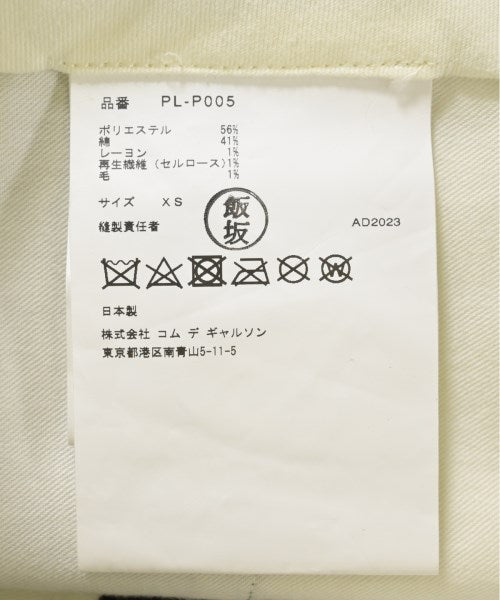 品番 PL-P005
ポリエステル 56%
綿 41%
レーヨン 1%
再生繊維(セルロース)1%
毛 1%
サイズ XS
縫製責任者 飯坂 AD2023
日本製
株式会社 コム デ ギャルソン
東京都港区南青山5-11-5